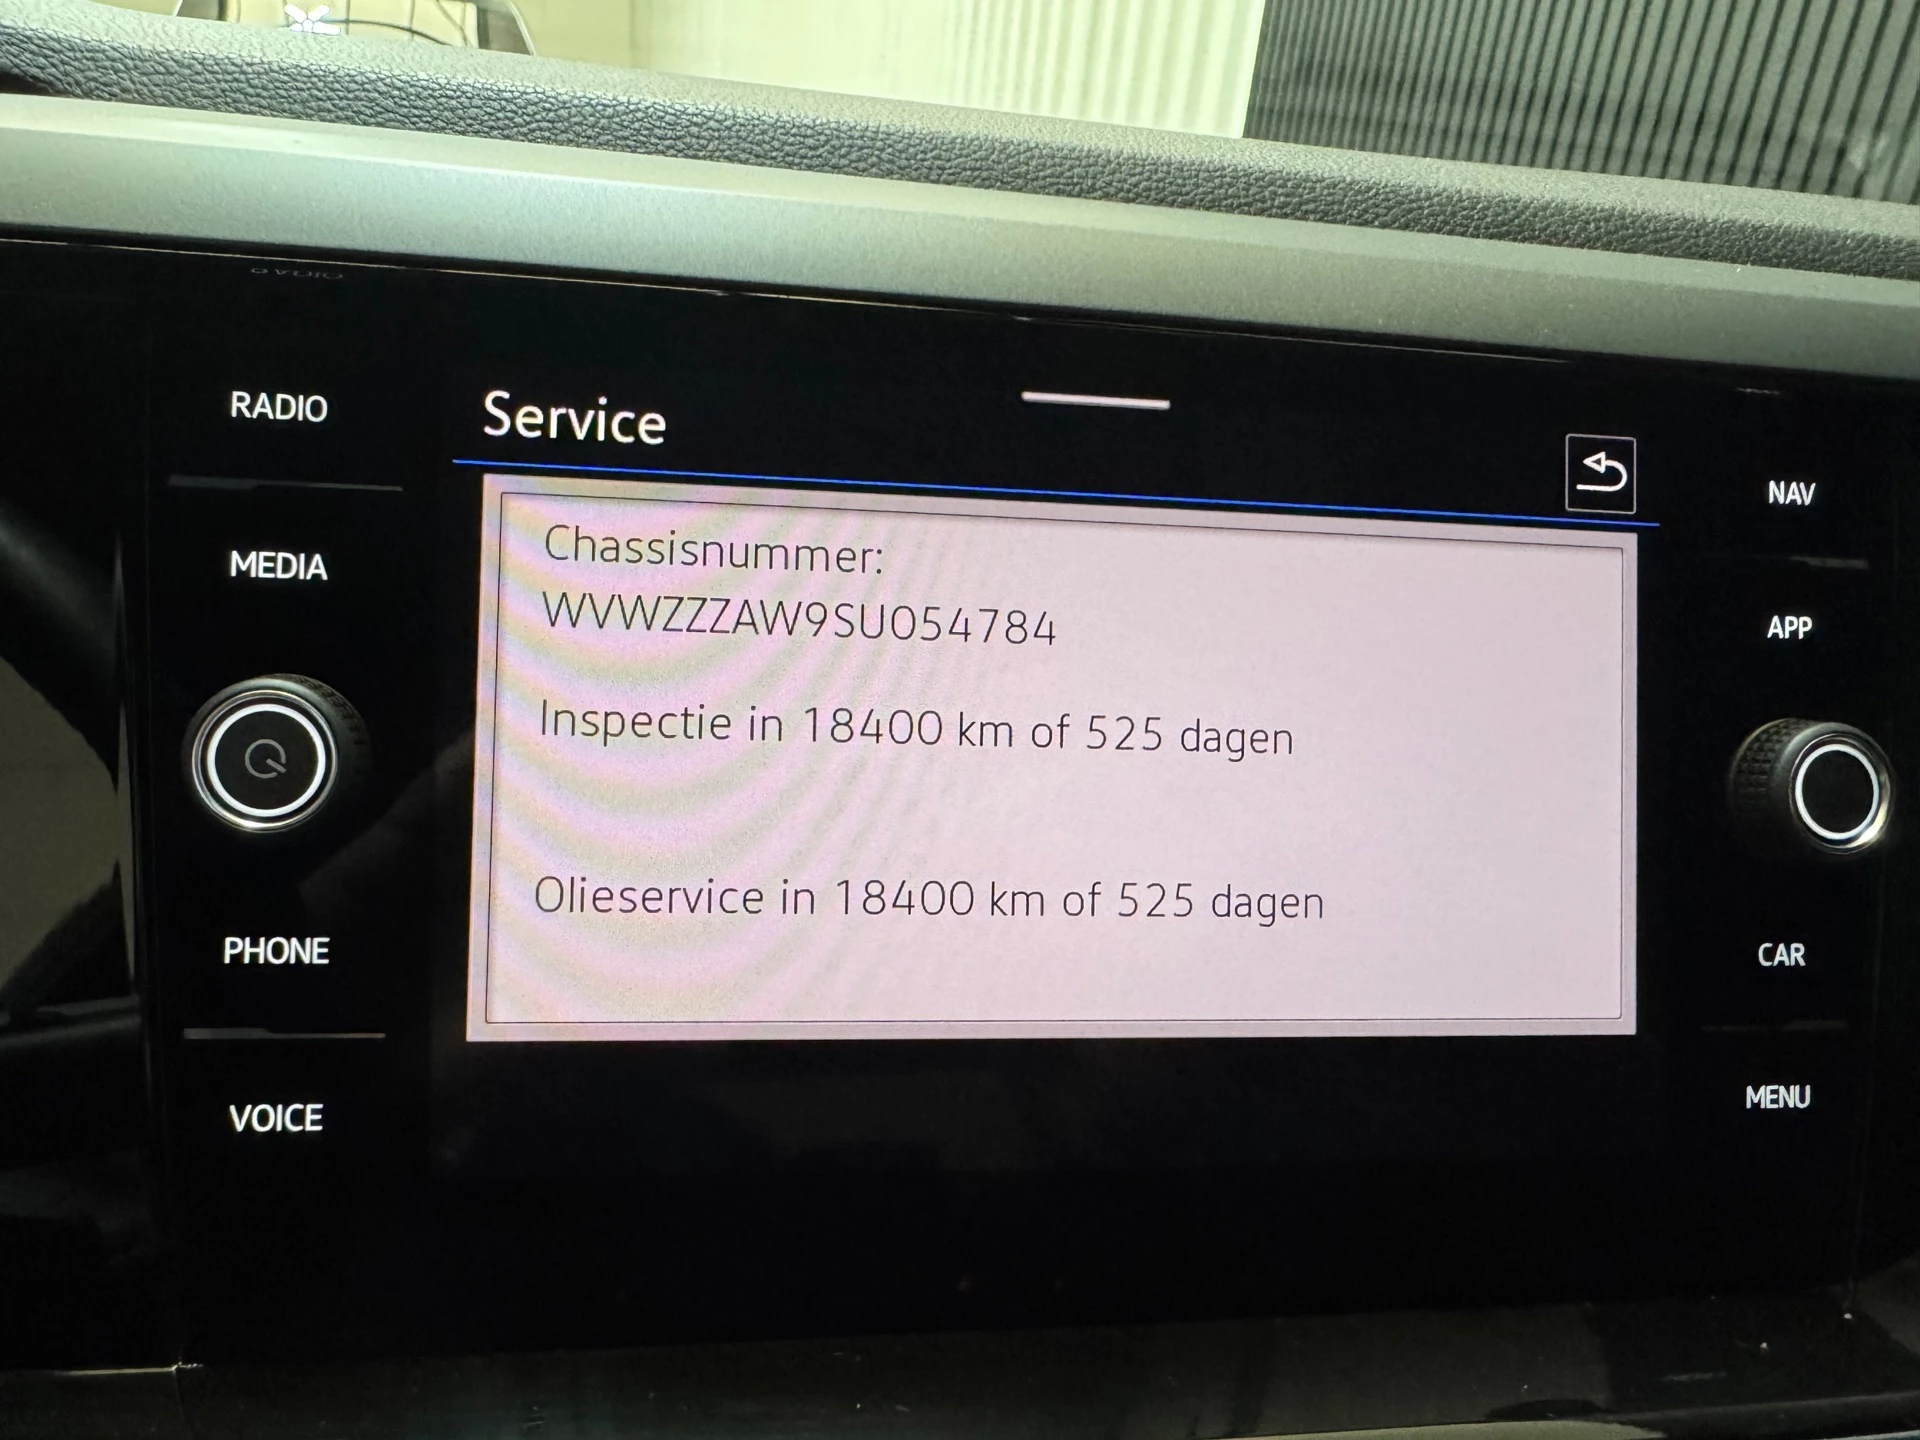 RADIO
Service
NAV
MEDIA
Chassisnummer:
WVWZZZAW9SU054784
APP
Inspectie in 18400 km of 525 dagen
Olieservice in 18400 km of 525 dagen
PHONE
CAR
VOICE
MENU